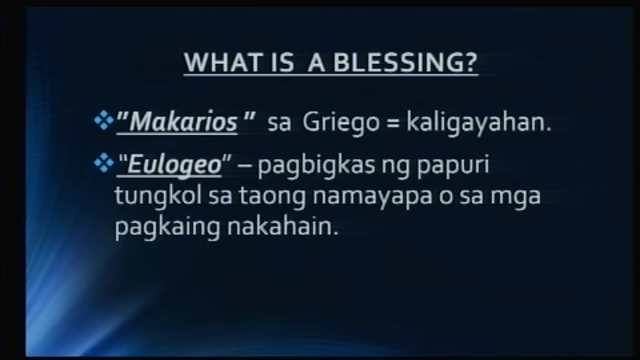 WHAT IS A BLESSING?
❖"Makarios" sa Griego = kaligayahan.
❖"Eulogeo" – pagbigkas ng papuri
tungkol sa taong namayapa o sa mga
pagkaing nakahain.